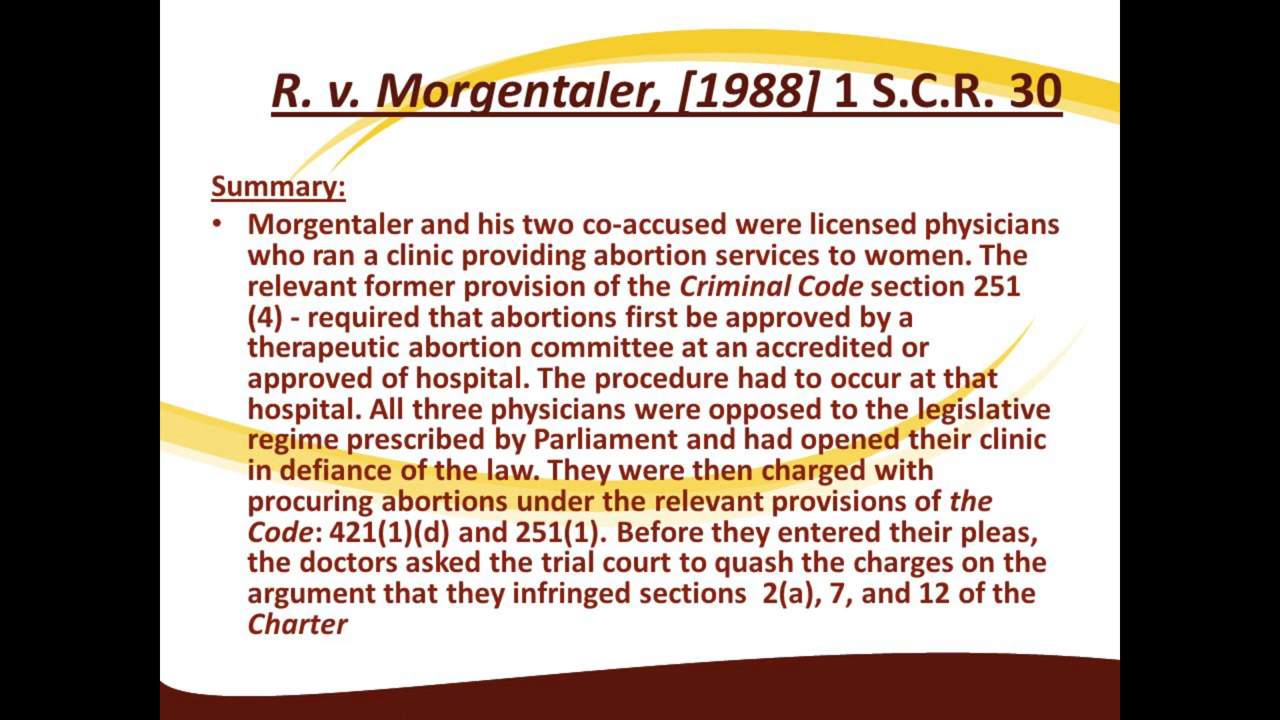 R. v. Morgentaler, [1988] 1 S.C.R. 30
Summary:
• Morgentaler and his two co-accused were licensed physicians
who ran a clinic providing abortion services to women. The
relevant former provision of the Criminal Code section 251
(4) - required that abortions first be approved by a
therapeutic abortion committee at an accredited or
approved of hospital. The procedure had to occur at that
hospital. All three physicians were opposed to the legislative
regime prescribed by Parliament and had opened their clinic
in defiance of the law. They were then charged with
procuring abortions under the relevant provisions of the
Code: 421(1)(d) and 251(1). Before they entered their pleas,
the doctors asked the trial court to quash the charges on the
argument that they infringed sections  2(a), 7, and 12 of the
Charter